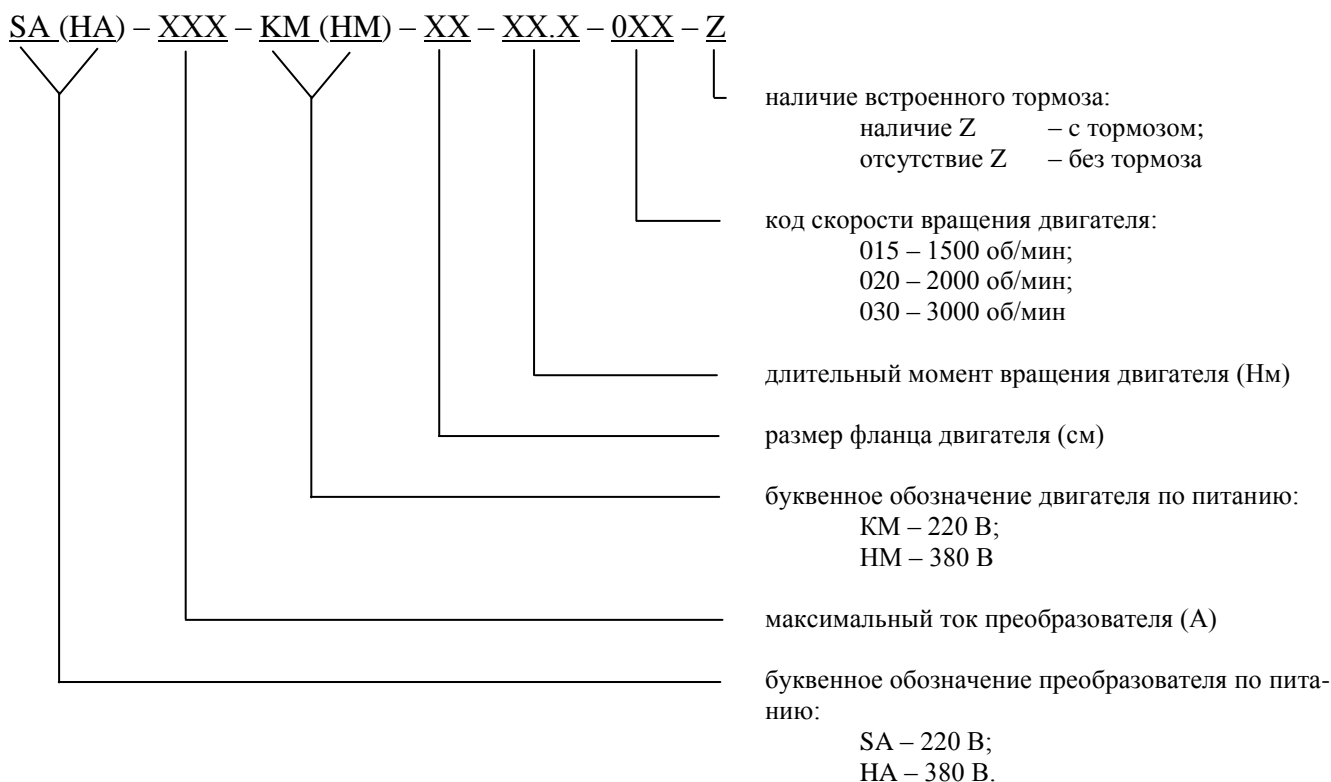 SA (HA) – XXX – KM (HM) – XX – XX.X – 0XX – Z
наличие встроенного тормоза:
наличие Z – с тормозом;
отсутствие Z – без тормоза
код скорости вращения двигателя:
015 – 1500 об/мин;
020 – 2000 об/мин;
030 – 3000 об/мин
длительный момент вращения двигателя (Нм)
размер фланца двигателя (см)
буквенное обозначение двигателя по питанию:
КМ – 220 В;
НМ – 380 В
максимальный ток преобразователя (А)
буквенное обозначение преобразователя по пита-
нию:
SA – 220 В;
HA – 380 В.